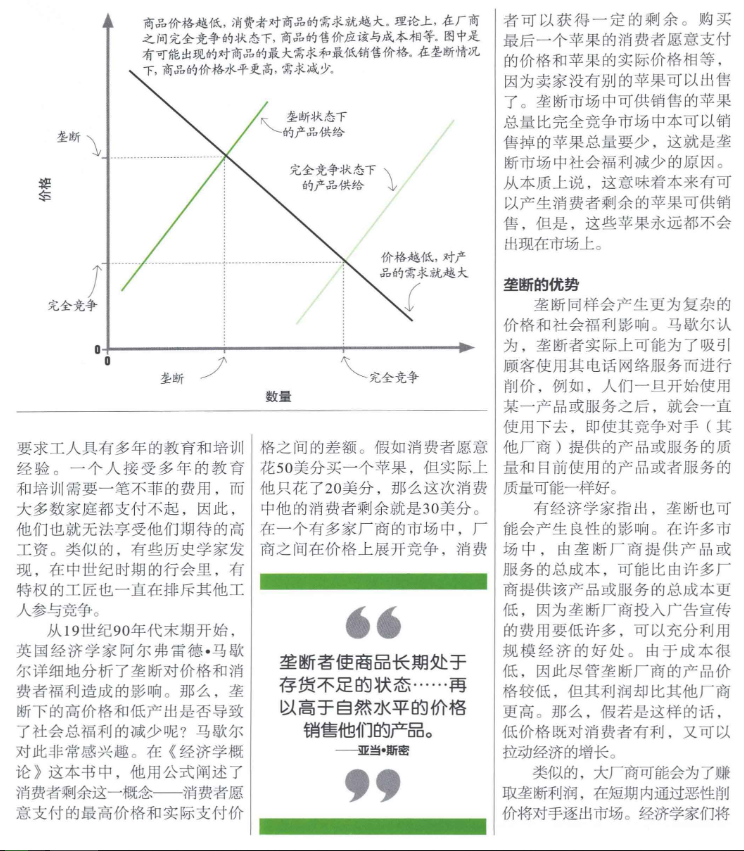 商品价格越低,消费者对商品的需求就越大。理论上,在厂商
之间完全竞争的状态下,商品的售价应该与成本相等。图中是
有可能出现的对商品的最大需求和最低销售价格。在垄断情况
下,商品的价格水平更高,需求减少。
垄断
垄断状态下
的产品供给
完全竞争状态下
的产品供给
价格
价格越低,对产
品的需求就越大
完全竞争
0
0
垄断
完全竞争
数量
要求工人具有多年的教育和培训
经验。一个人接受多年的教育
和培训需要一笔不菲的费用,而
大多数家庭都支付不起,因此,
他们也就无法享受他们期待的高
工资。类似的,有些历史学家发
现,在中世纪时期的行会里,有
特权的工匠也一直在排斥其他工
人参与竞争。
从19世纪90年代末期开始,
英国经济学家阿尔弗雷德•马歇
尔详细地分析了垄断对价格和消
费者福利造成的影响。那么,垄
断下的高价格和低产出是否导致
了社会总福利的减少呢?马歇尔
对此非常感兴趣。在《经济学概
论》这本书中,他用公式阐述了
消费者剩余这一概念——消费者愿
意支付的最高价格和实际支付价
格之间的差额。假如消费者愿意
花50美分买一个苹果,但实际上
他只花了20美分,那么这次消费
中他的消费者剩余就是30美分。
在一个有多家厂商的市场中,厂
商之间在价格上展开竞争,消费
垄断者使商品长期处于
存货不足的状态……再
以高于自然水平的价格
销售他们的产品。
——亚当•斯密
者可以获得一定的剩余。购买
最后一个苹果的消费者愿意支付
的价格和苹果的实际价格相等,
因为卖家没有别的苹果可以出售
了。垄断市场中可供销售的苹果
总量比完全竞争市场中本可以销
售掉的苹果总量要少,这就是垄
断市场中社会福利减少的原因。
从本质上说,这意味着本来有可
以产生消费者剩余的苹果可供销
售,但是,这些苹果永远都不会
出现在市场上。
垄断的优势
垄断同样会产生更为复杂的
价格和社会福利影响。马歇尔认
为,垄断者实际上可能为了吸引
顾客使用其电话网络服务而进行
削价,例如,人们一旦开始使用
某一产品或服务之后,就会一直
使用下去,即使其竞争对手(其
他厂商)提供的产品或服务的质
量和目前使用的产品或者服务的
质量可能一样好。
有经济学家指出,垄断也可
能会产生良性的影响。在许多市
场中,由垄断厂商提供产品或
服务的总成本,可能比由许多厂
商提供该产品或服务的总成本更
低,因为垄断厂商投入广告宣传
的费用要低许多,可以充分利用
规模经济的好处。由于成本很
低,因此尽管垄断厂商的产品价
格较低,但其利润却比其他厂商
更高。那么,假若是这样的话,
低价格既对消费者有利,又可以
拉动经济的增长。
类似的,大厂商可能会为了赚
取垄断利润,在短期内通过恶性削
价将对手逐出市场。经济学家们将